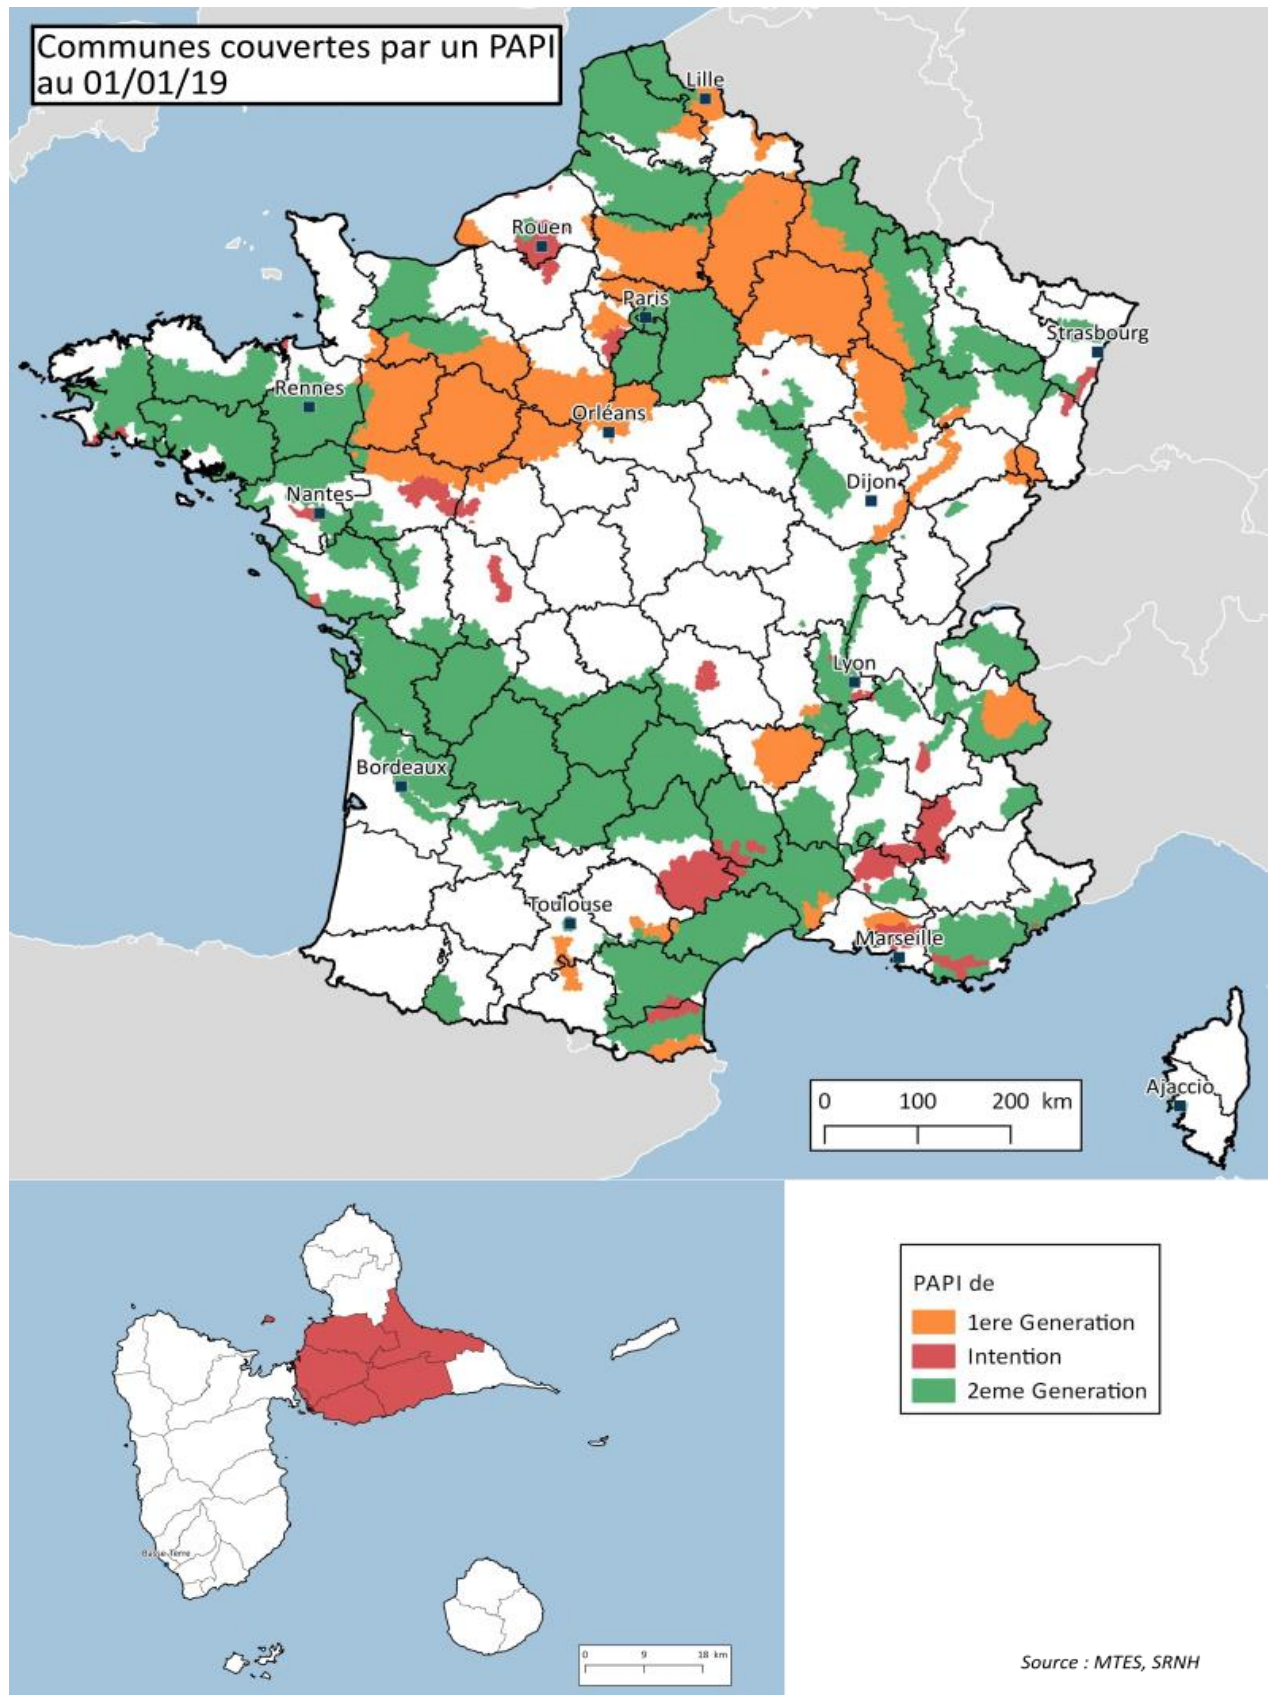 Communes couvertes par un PAPI
au 01/01/19
Lille
Rouen
Paris
Strasbourg
Rennes
Orléans
Dijon
Nantes
Lyon
Bordeaux
Toulouse
Marseille
0 100 200 km
Ajaccio
PAPI de
1ere Generation
Intention
2eme Generation
Basse-Terre
0 9 18 km
Source : MTES, SRNH